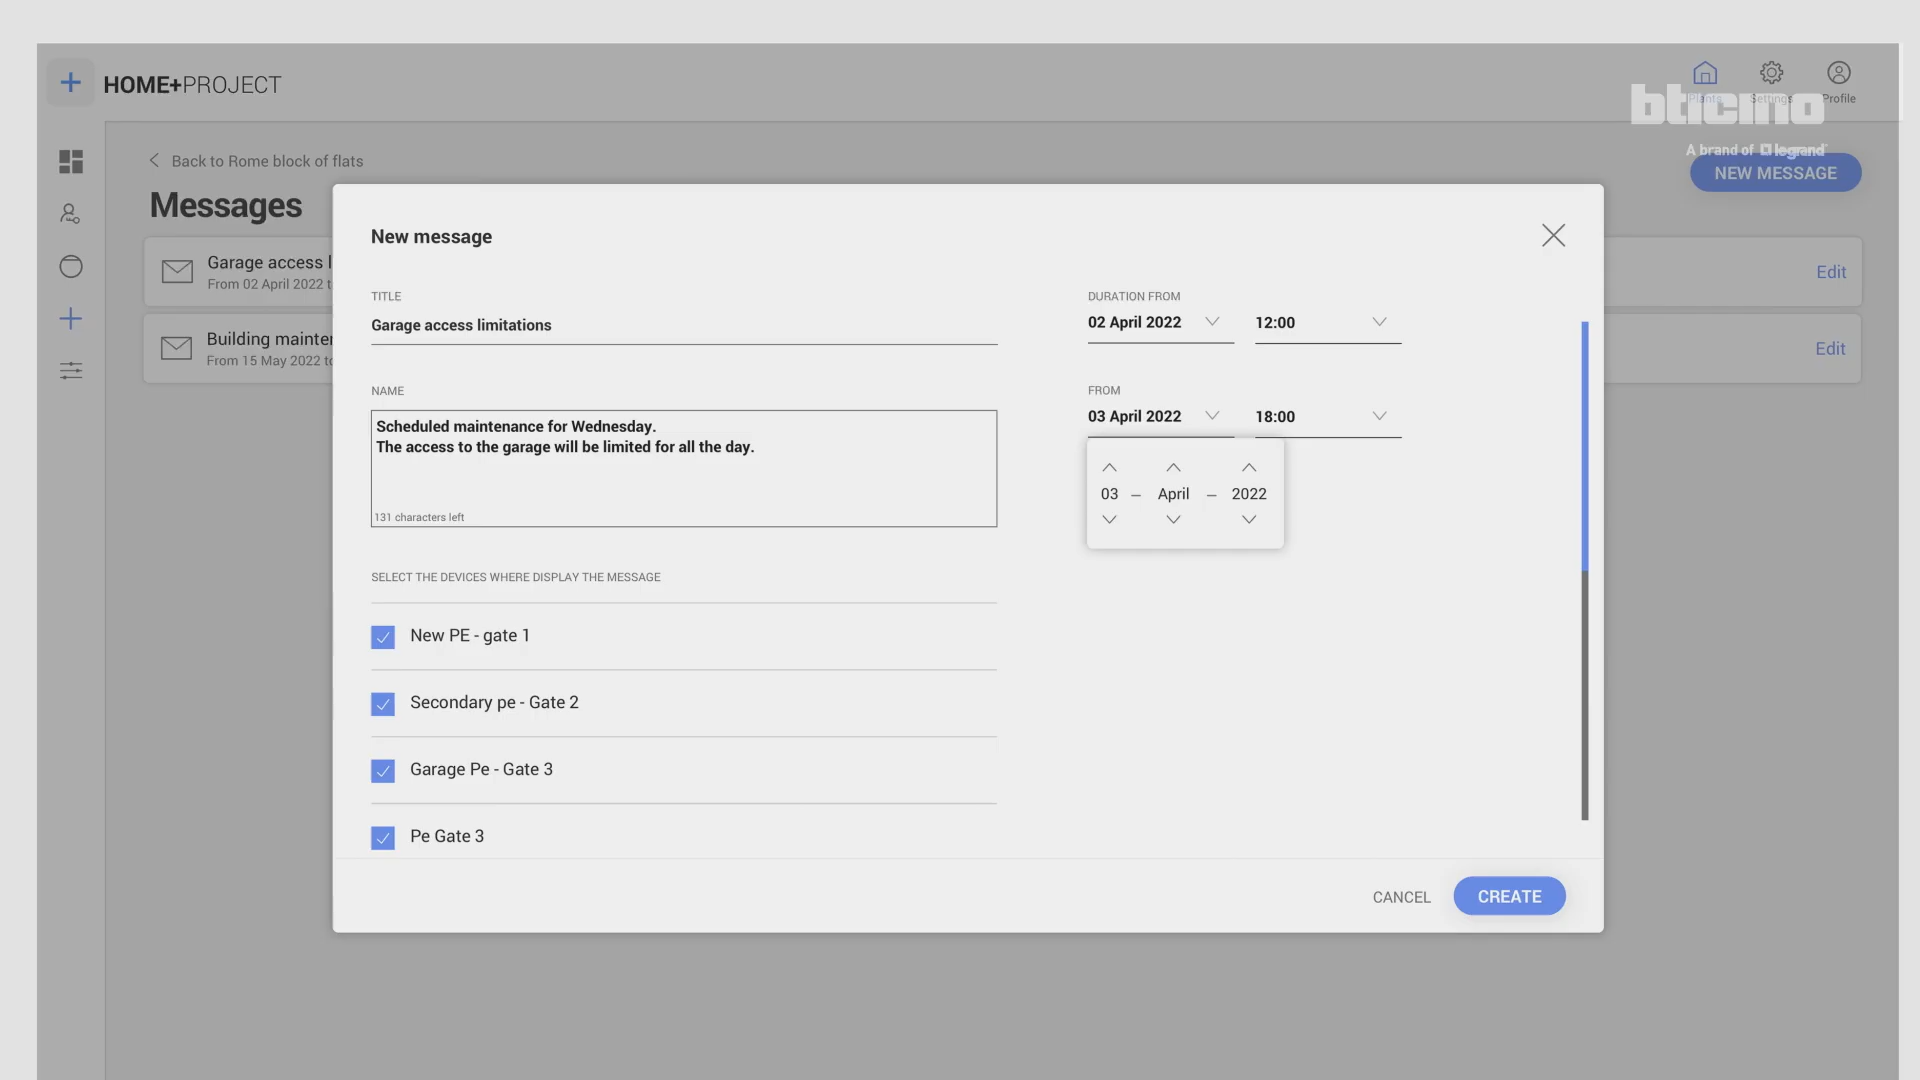 HOME+PROJECT
Plants
Settings
Profile
bticino
A brand of legrand
Back to Rome block of flats
NEW MESSAGE
Messages
Garage access l
From 02 April 2022 t
Edit
Building mainte
From 15 May 2022 to
Edit
New message
TITLE
Garage access limitations
NAME
Scheduled maintenance for Wednesday.
The access to the garage will be limited for all the day.
131 characters left
DURATION FROM
02 April 2022 12:00
FROM
03 April 2022 18:00
03 – April – 2022
SELECT THE DEVICES WHERE DISPLAY THE MESSAGE
New PE - gate 1
Secondary pe - Gate 2
Garage Pe - Gate 3
Pe Gate 3
CANCEL
CREATE